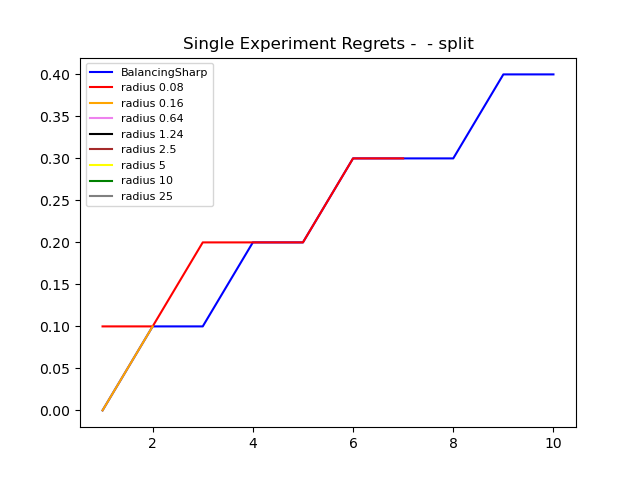 Single Experiment Regrets -  - split
0.40
0.35
0.30
0.25
0.20
0.15
0.10
0.05
0.00
BalancingSharp
radius 0.08
radius 0.16
radius 0.64
radius 1.24
radius 2.5
radius 5
radius 10
radius 25
2 4 6 8 10